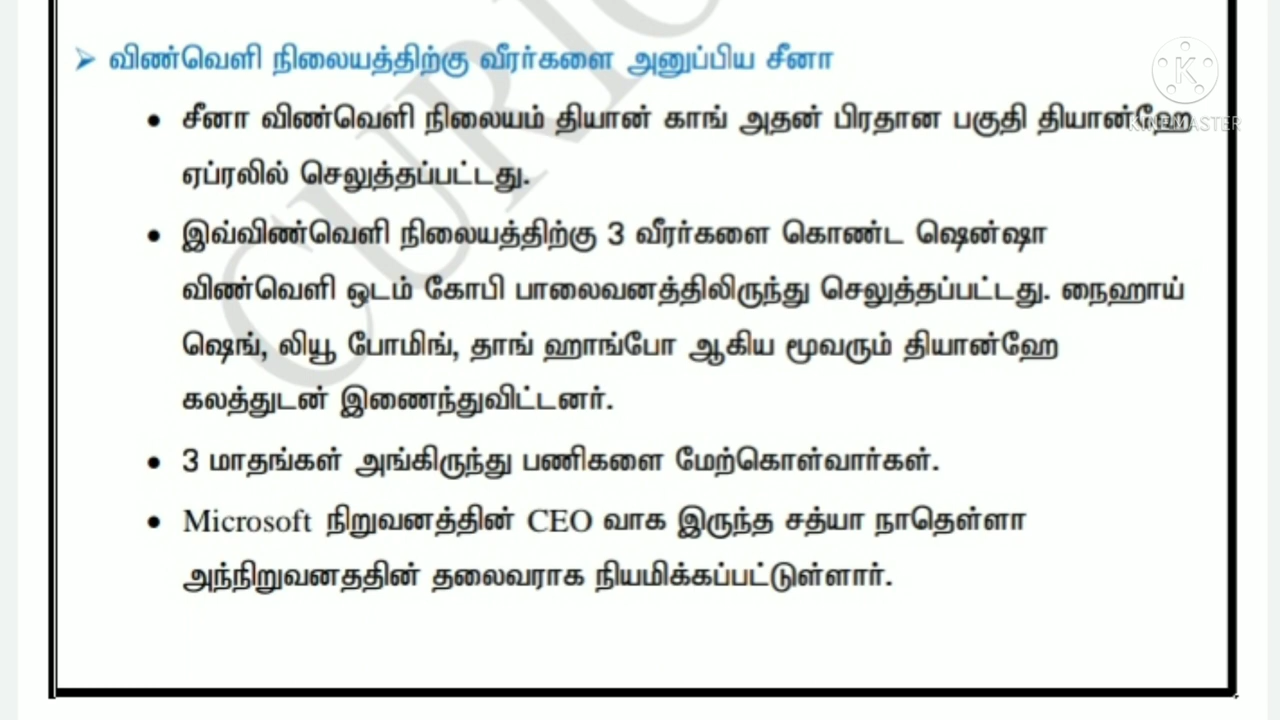 ➢ விண்வெளி நிலையத்திற்கு வீரர்களை அனுப்பிய சீனா
• சீனா விண்வெளி நிலையம் தியான் காங் அதன் பிரதான பகுதி தியான்ஹே
ஏப்ரலில் செலுத்தப்பட்டது.
• இவ்விண்வெளி நிலையத்திற்கு 3 வீரர்களை கொண்ட ஷென்ஷா
விண்வெளி ஒடம் கோபி பாலைவனத்திலிருந்து செலுத்தப்பட்டது. நைஹாய்
ஷெங், லியூ போமிங், தாங் ஹாங்போ ஆகிய மூவரும் தியான்ஹே
கலத்துடன் இணைந்துவிட்டனர்.
• 3 மாதங்கள் அங்கிருந்து பணிகளை மேற்கொள்வார்கள்.
• Microsoft நிறுவனத்தின் CEO வாக இருந்த சத்யா நாதெள்ளா
அந்நிறுவனததின் தலைவராக நியமிக்கப்பட்டுள்ளார்.
K
KINEMASTER